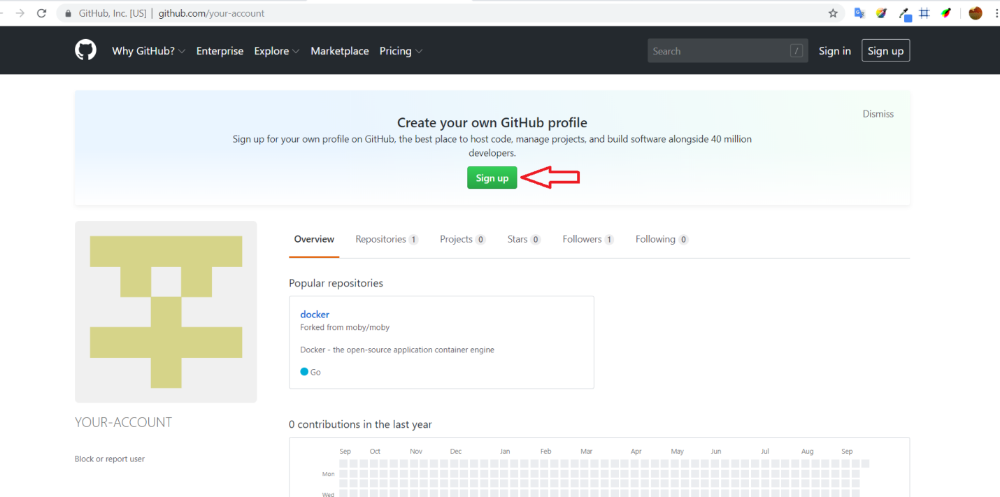 GitHub, Inc. [US] | github.com/your-account
Why GitHub? Enterprise Explore Marketplace Pricing Search / Sign in Sign up
Dismiss
Create your own GitHub profile
Sign up for your own profile on GitHub, the best place to host code, manage projects, and build software alongside 40 million
developers.
Sign up
Overview Repositories 1 Projects 0 Stars 0 Followers 1 Following 0
Popular repositories
docker
Forked from moby/moby
Docker - the open-source application container engine
Go
YOUR-ACCOUNT
Block or report user
0 contributions in the last year
Sep Oct Nov Dec Jan Feb Mar Apr May Jun Jul Aug Sep
Mon
Wed